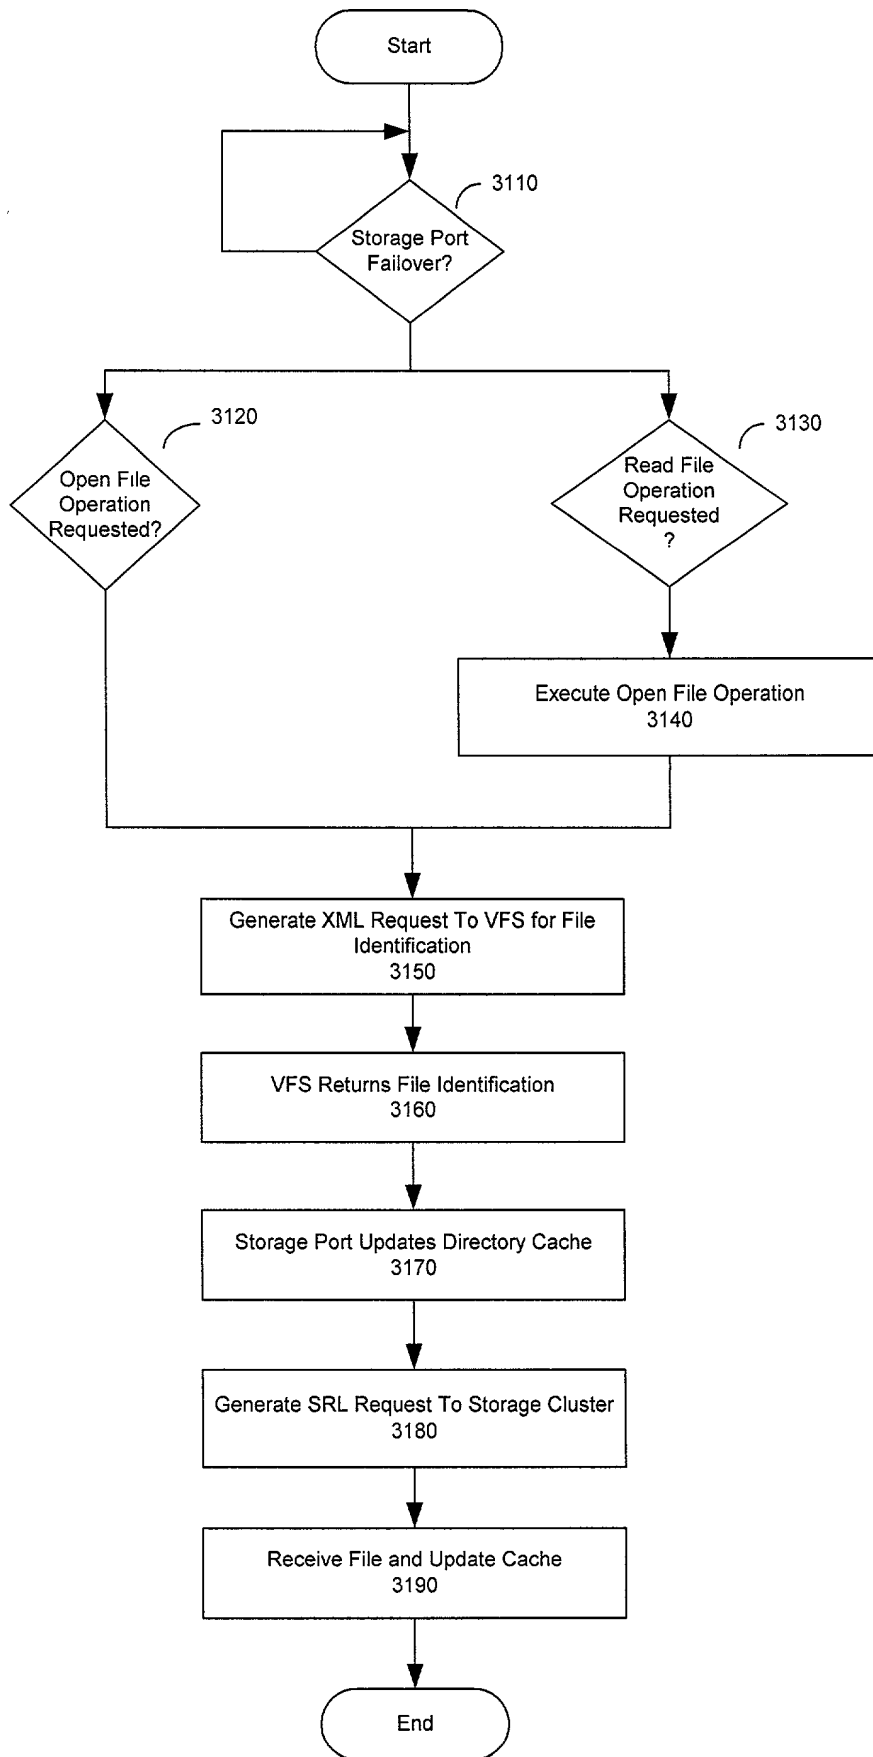 Start
3110
Storage Port
Failover?
3120
3130
Open File
Operation
Requested?
Read File
Operation
Requested
?
Execute Open File Operation
3140
Generate XML Request To VFS for File
Identification
3150
VFS Returns File Identification
3160
Storage Port Updates Directory Cache
3170
Generate SRL Request To Storage Cluster
3180
Receive File and Update Cache
3190
End